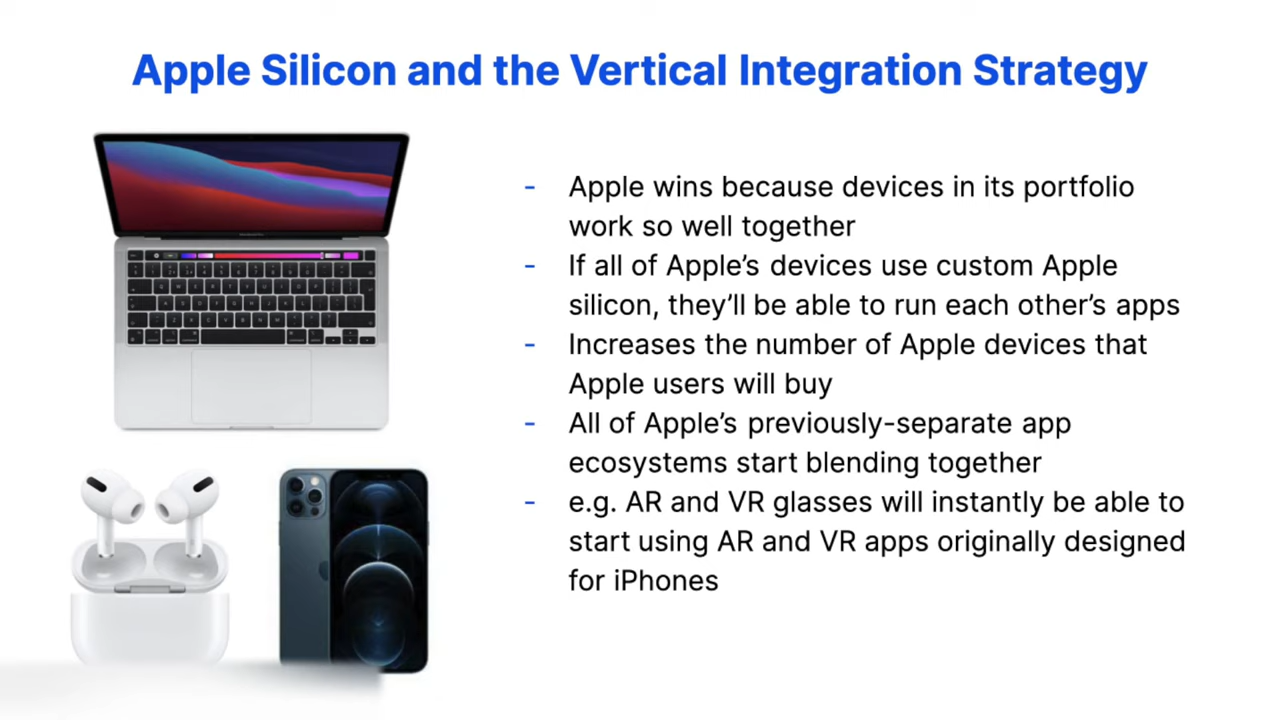 Apple Silicon and the Vertical Integration Strategy
- Apple wins because devices in its portfolio
work so well together
- If all of Apple's devices use custom Apple
silicon, they'll be able to run each other's apps
- Increases the number of Apple devices that
Apple users will buy
- All of Apple's previously-separate app
ecosystems start blending together
- e.g. AR and VR glasses will instantly be able to
start using AR and VR apps originally designed
for iPhones